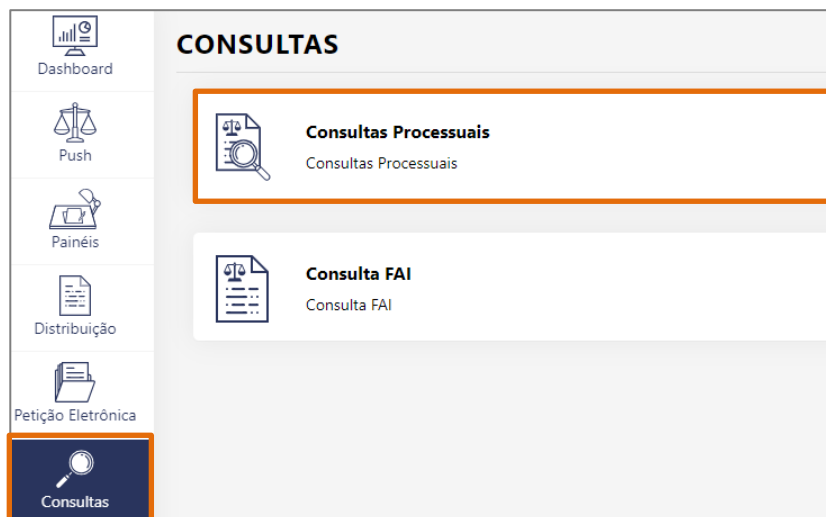 Dashboard
Push
Painéis
Distribuição
Petição Eletrônica
Consultas
CONSULTAS
Consultas Processuais
Consultas Processuais
Consulta FAI
Consulta FAI